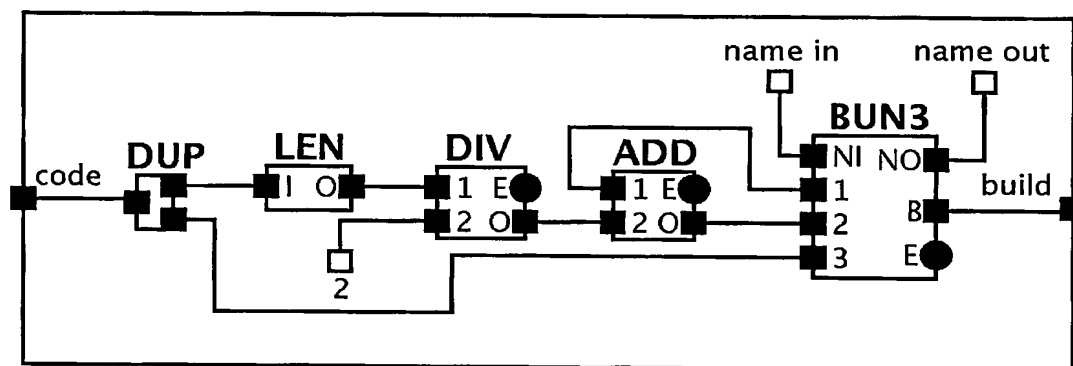 name in
name out
BUN3
DUP
LEN
DIV
ADD
code
I O
1 E
2 O
1 E
2 O
NI NO
1
2 B
3 E
build
2